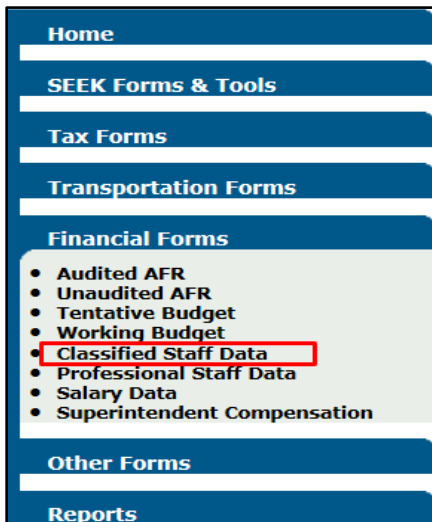 Home
SEEK Forms & Tools
Tax Forms
Transportation Forms
Financial Forms
• Audited AFR
• Unaudited AFR
• Tentative Budget
• Working Budget
• Classified Staff Data
• Professional Staff Data
• Salary Data
• Superintendent Compensation
Other Forms
Reports